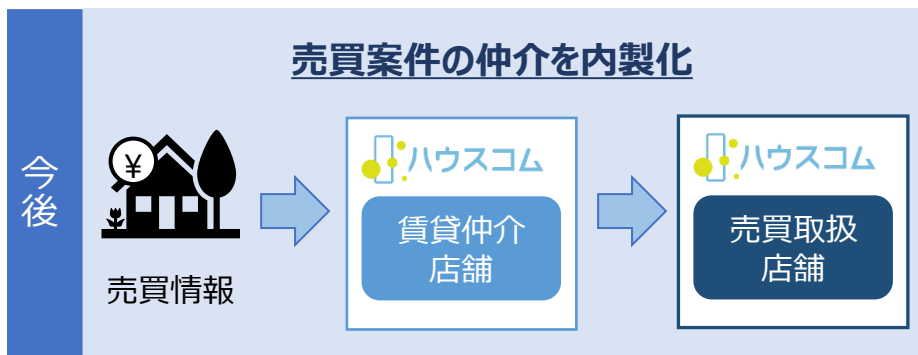 売買案件の仲介を内製化
今後
¥
売買情報
ハウスコム
賃貸仲介
店舗
ハウスコム
売買取扱
店舗